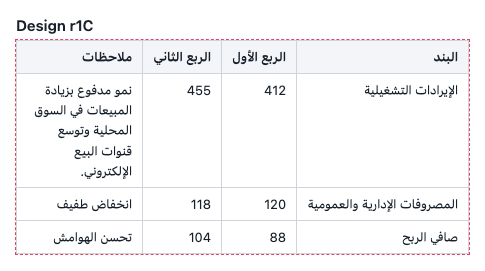 Design r1C
البند الربع الأول الربع الثاني ملاحظات
الإيرادات التشغيلية 412 455 نمو مدفوع بزيادة
المبيعات في السوق
المحلية وتوسع
قنوات البيع
الإلكتروني.
المصروفات الإدارية والعمومية 120 118 انخفاض طفيف
صافي الربح 88 104 تحسن الهوامش